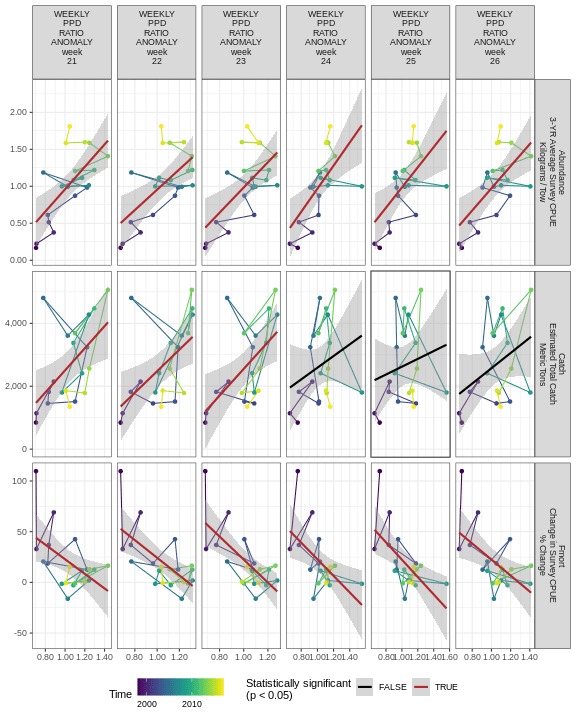 WEEKLY WEEKLY WEEKLY WEEKLY WEEKLY WEEKLY
PPD PPD PPD PPD PPD PPD
RATIO RATIO RATIO RATIO RATIO RATIO
ANOMALY ANOMALY ANOMALY ANOMALY ANOMALY ANOMALY
week week week week week week
21 22 23 24 25 26
2.00
1.50
1.00
0.50
0.00
Abundance
3-YR Average Survey CPUE
Kilograms / Tow
4,000
2,000
0
Catch
Estimated Total Catch
Metric Tons
100
50
0
-50
Fmort
Change in Survey CPUE
% Change
0.80 1.00 1.20 1.40 0.80 1.00 1.20 0.80 1.00 1.20 0.80 1.00 1.20 1.40 0.80 1.00 1.20 1.40 1.60 0.80 1.00 1.20 1.40
Time
2000 2010
Statistically significant
(p < 0.05)
FALSE TRUE